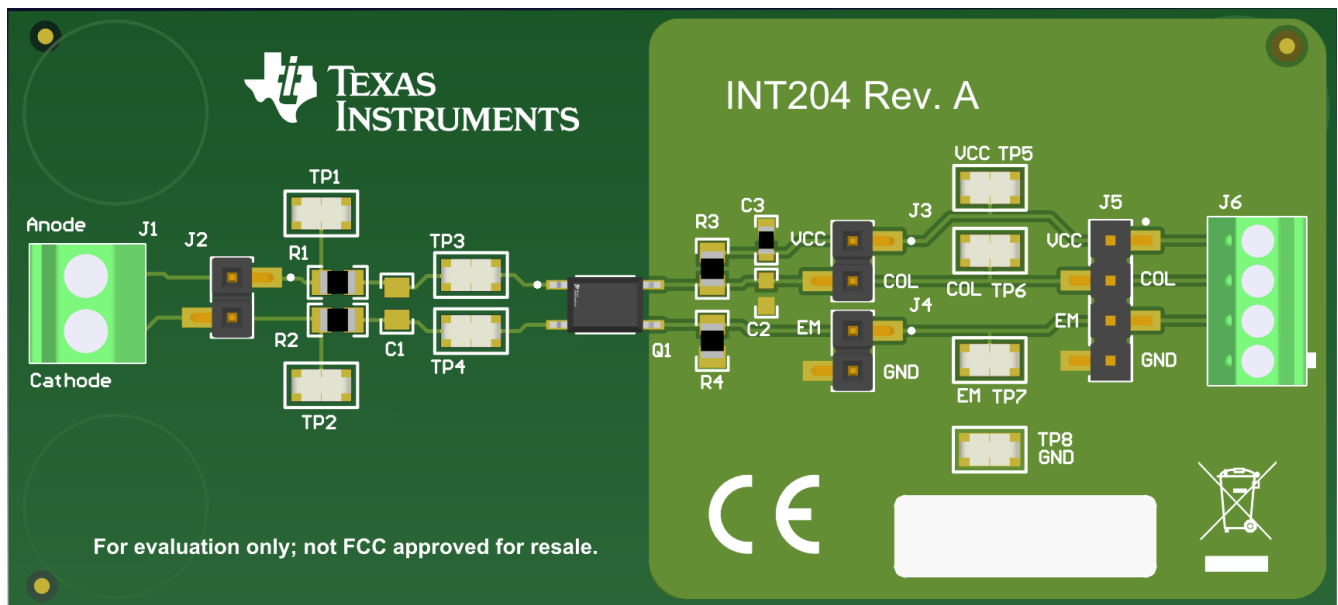 TEXAS
INSTRUMENTS
INT204 Rev. A
VCC TP5
TP1
Anode
J1
J2
R1
TP3
R3
C3
VCC
J3
J5
J6
VCC
COL
COL TP6
COL
R2
C1
TP4
Q1
C2
R4
EM
J4
EM
GND
GND
EM TP7
Cathode
TP2
TP8
GND
CE
For evaluation only; not FCC approved for resale.